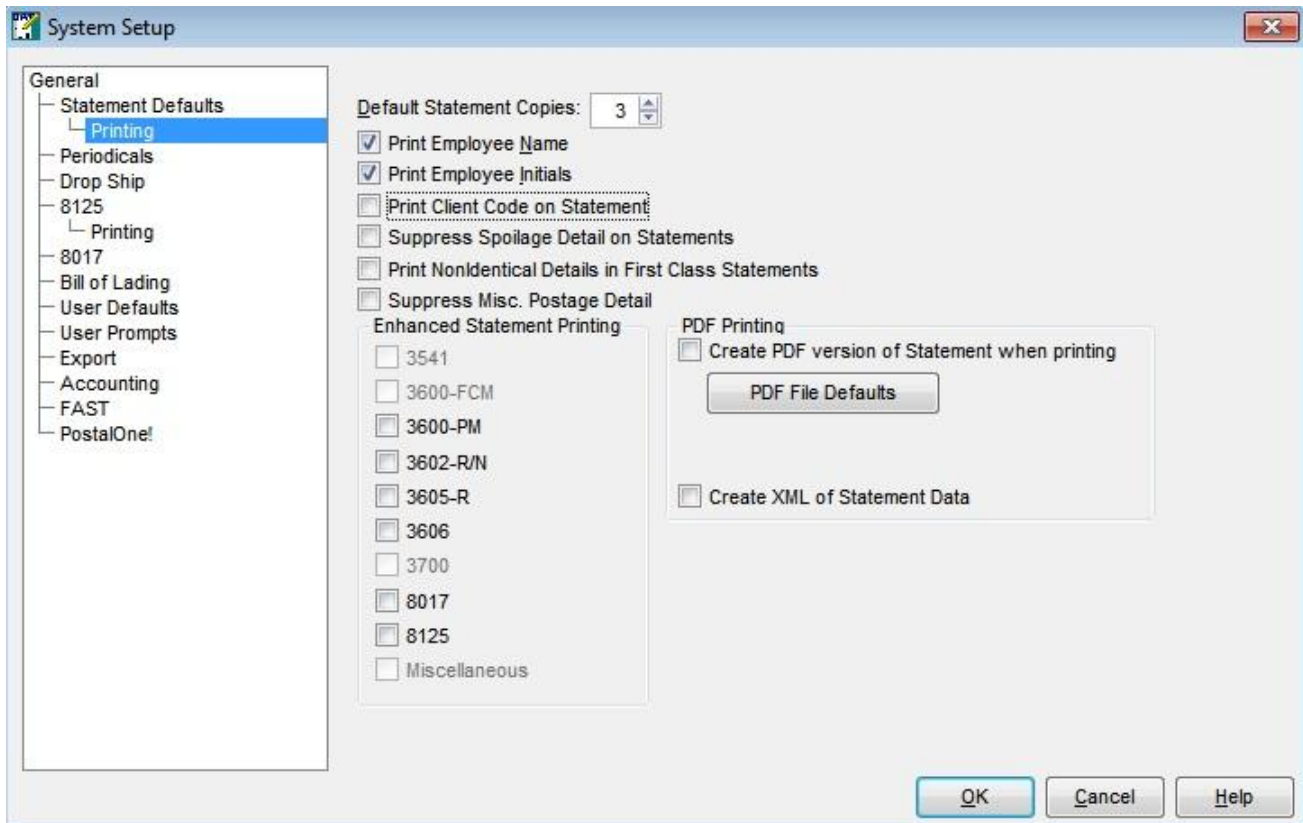 System Setup
General
Statement Defaults
Printing
Periodicals
Drop Ship
8125
Printing
8017
Bill of Lading
User Defaults
User Prompts
Export
Accounting
FAST
PostalOne!
Default Statement Copies: 3
Print Employee Name
Print Employee Initials
Print Client Code on Statement
Suppress Spoilage Detail on Statements
Print NonIdentical Details in First Class Statements
Suppress Misc. Postage Detail
Enhanced Statement Printing
3541
3600-FCM
3600-PM
3602-R/N
3605-R
3606
3700
8017
8125
Miscellaneous
PDF Printing
Create PDF version of Statement when printing
PDF File Defaults
Create XML of Statement Data
OK Cancel Help